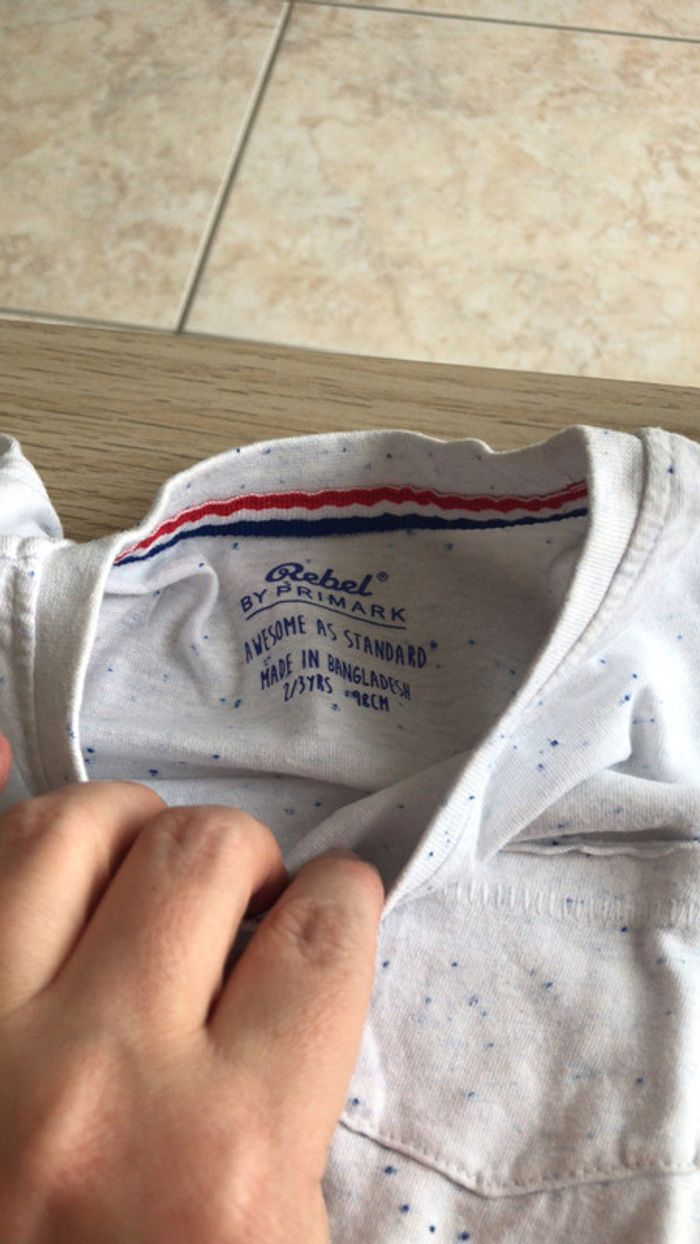 Rebel®
BY PRIMARK
AWESOME AS STANDARD
MADE IN BANGLADESH
2/3YRS 98CM